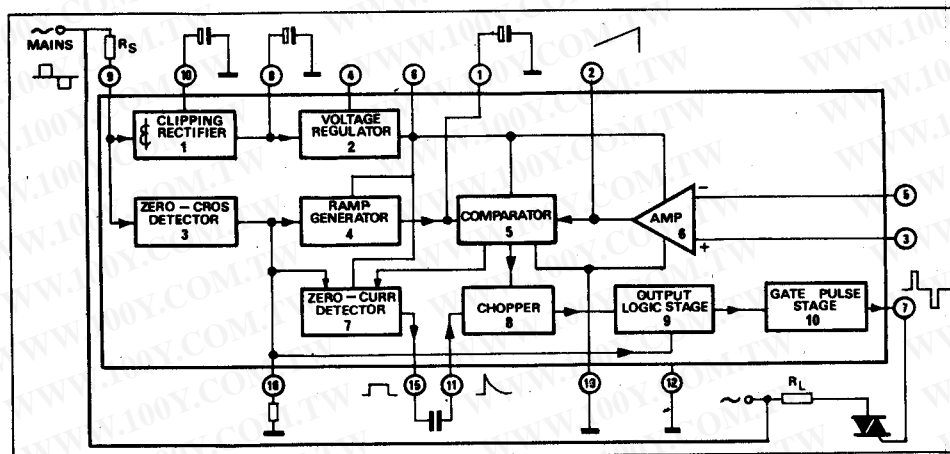 MAINS
RS
9
10
8
4
6
1
2
CLIPPING
RECTIFIER
1
VOLTAGE
REGULATOR
2
ZERO-CROS
DETECTOR
3
RAMP
GENERATOR
4
COMPARATOR
5
AMP
6
-
+
5
3
ZERO-CURR
DETECTOR
7
CHOPPER
8
OUTPUT
LOGIC STAGE
9
GATE PULSE
STAGE
10
7
16
15
11
13
12
RL
WWW.100Y.COM.TW